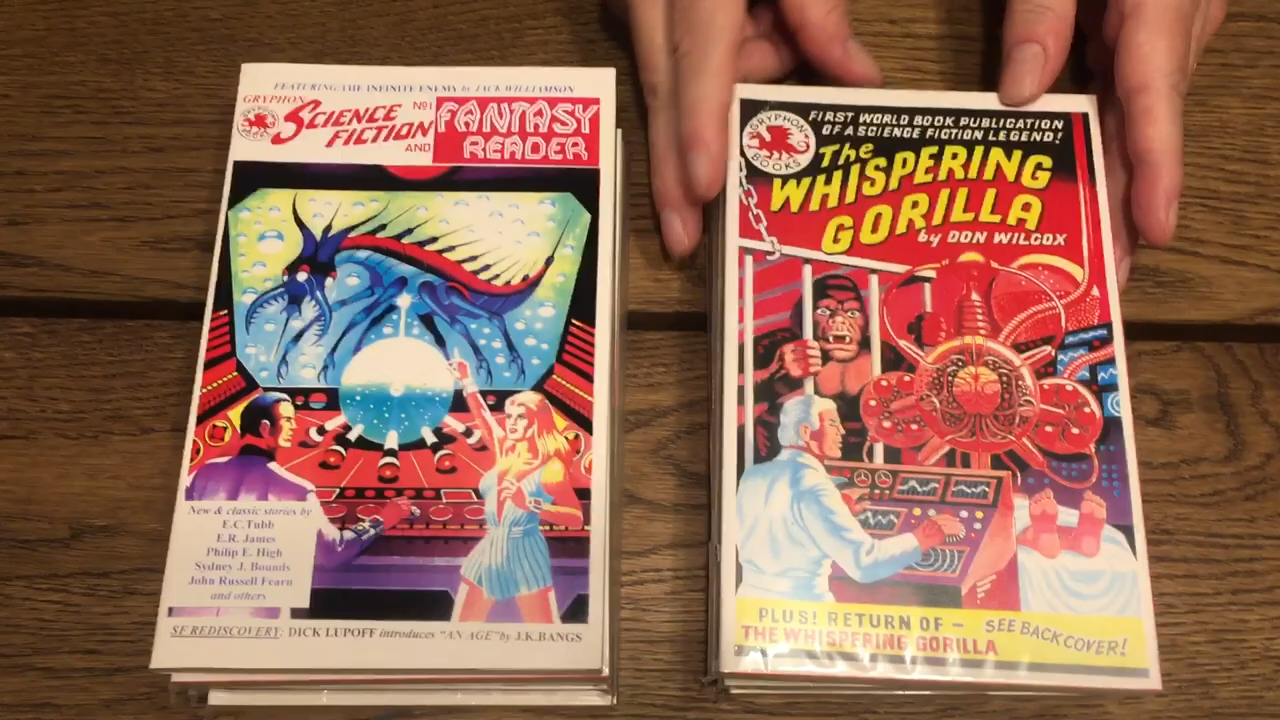 FEATURING THE INFINITE ENEMY by JACK WILLIAMSON
GRYPHON
SCIENCE FICTION
Nº1
AND
FANTASY
READER
New & classic stories by
E.C.Tubb
E.R. James
Philip E. High
Sydney J. Bounds
John Russell Fearn
and others
SF REDISCOVERY: DICK LUPOFF introduces "AN AGE" by J.K.BANGS
GRYPHON
BOOKS
FIRST WORLD BOOK PUBLICATION
OF A SCIENCE FICTION LEGEND!
The
WHISPERING
GORILLA
by DON WILCOX
PLUS! RETURN OF –
THE WHISPERING GORILLA
SEE BACK COVER!